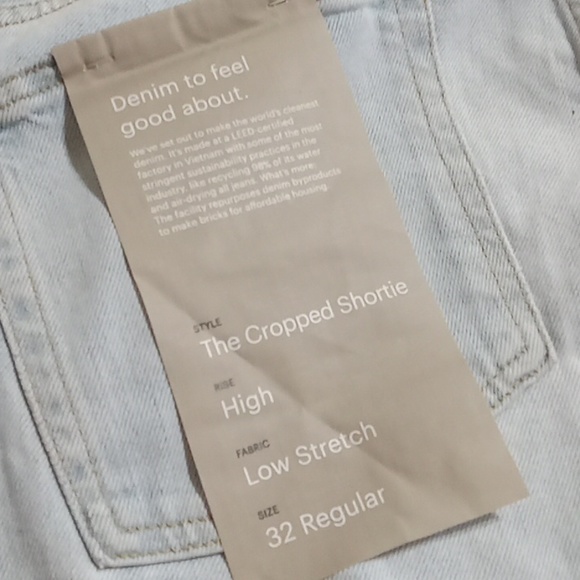 Denim to feel
good about.
We've set out to make the world's cleanest
denim. It's made at a LEED-certified
factory in Vietnam with some of the most
stringent sustainability practices in the
industry, like recycling 98% of its water
and air-drying all jeans. What's more:
The facility repurposes denim byproducts
to make bricks for affordable housing.
STYLE
The Cropped Shortie
RISE
High
FABRIC
Low Stretch
SIZE
32 Regular